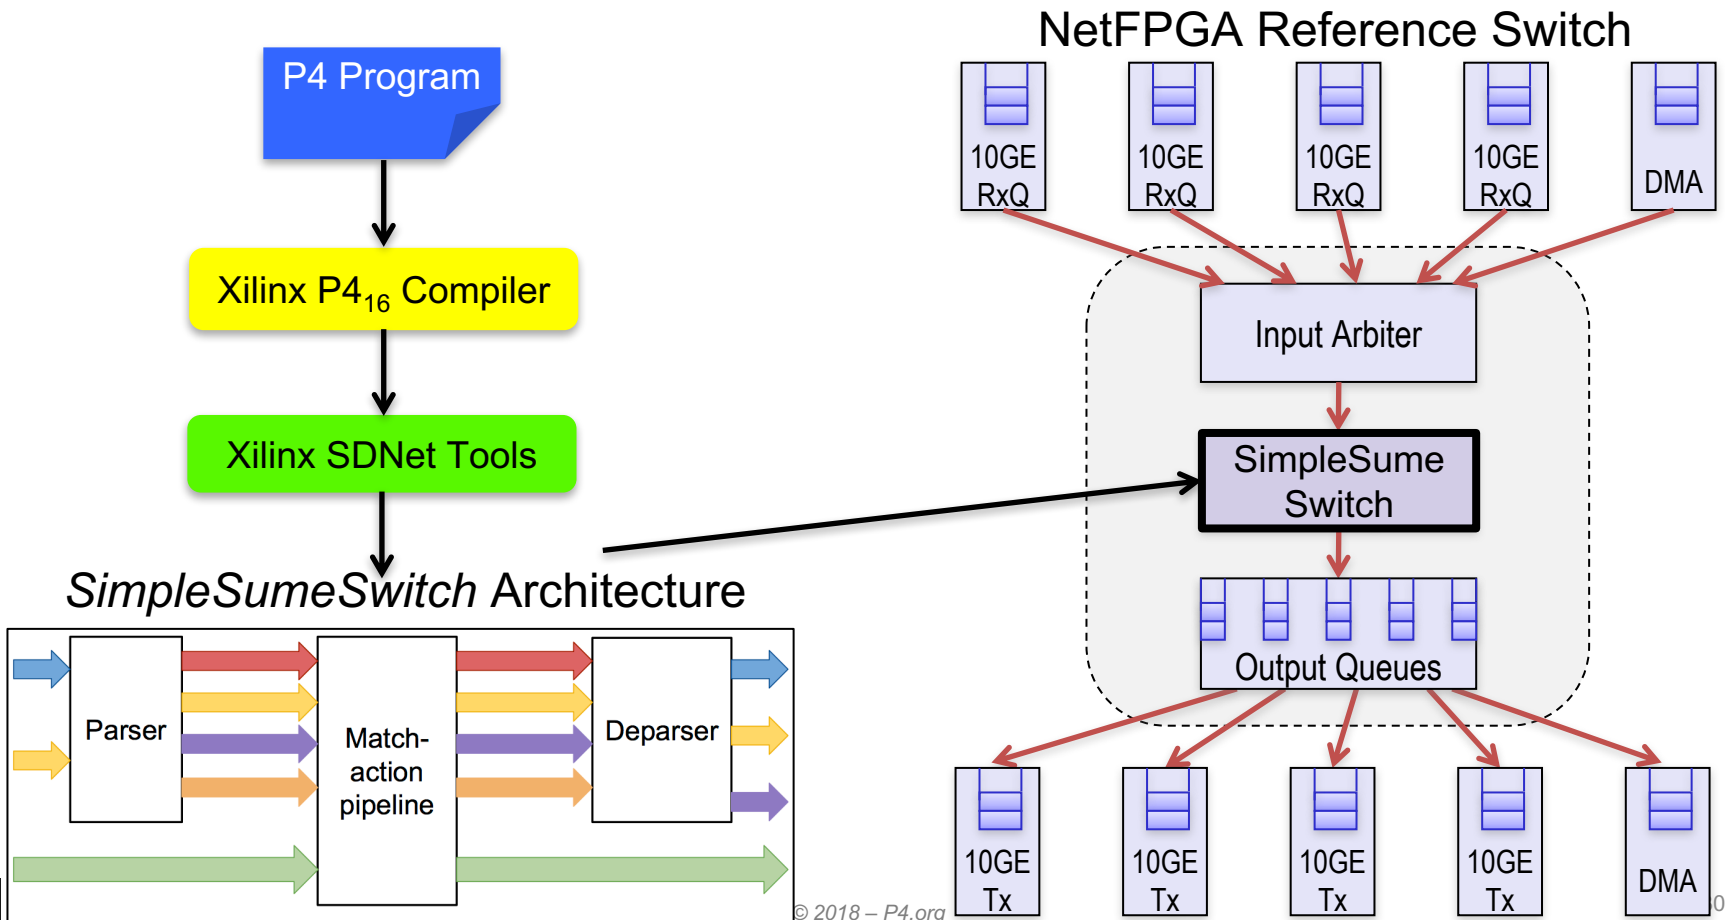 NetFPGA Reference Switch
P4 Program
Xilinx P4₁₆ Compiler
Xilinx SDNet Tools
SimpleSumeSwitch Architecture
Parser
Match-
action
pipeline
Deparser
10GE
RxQ
10GE
RxQ
10GE
RxQ
10GE
RxQ
DMA
Input Arbiter
SimpleSume
Switch
Output Queues
10GE
Tx
10GE
Tx
10GE
Tx
10GE
Tx
DMA
© 2018 – P4.org